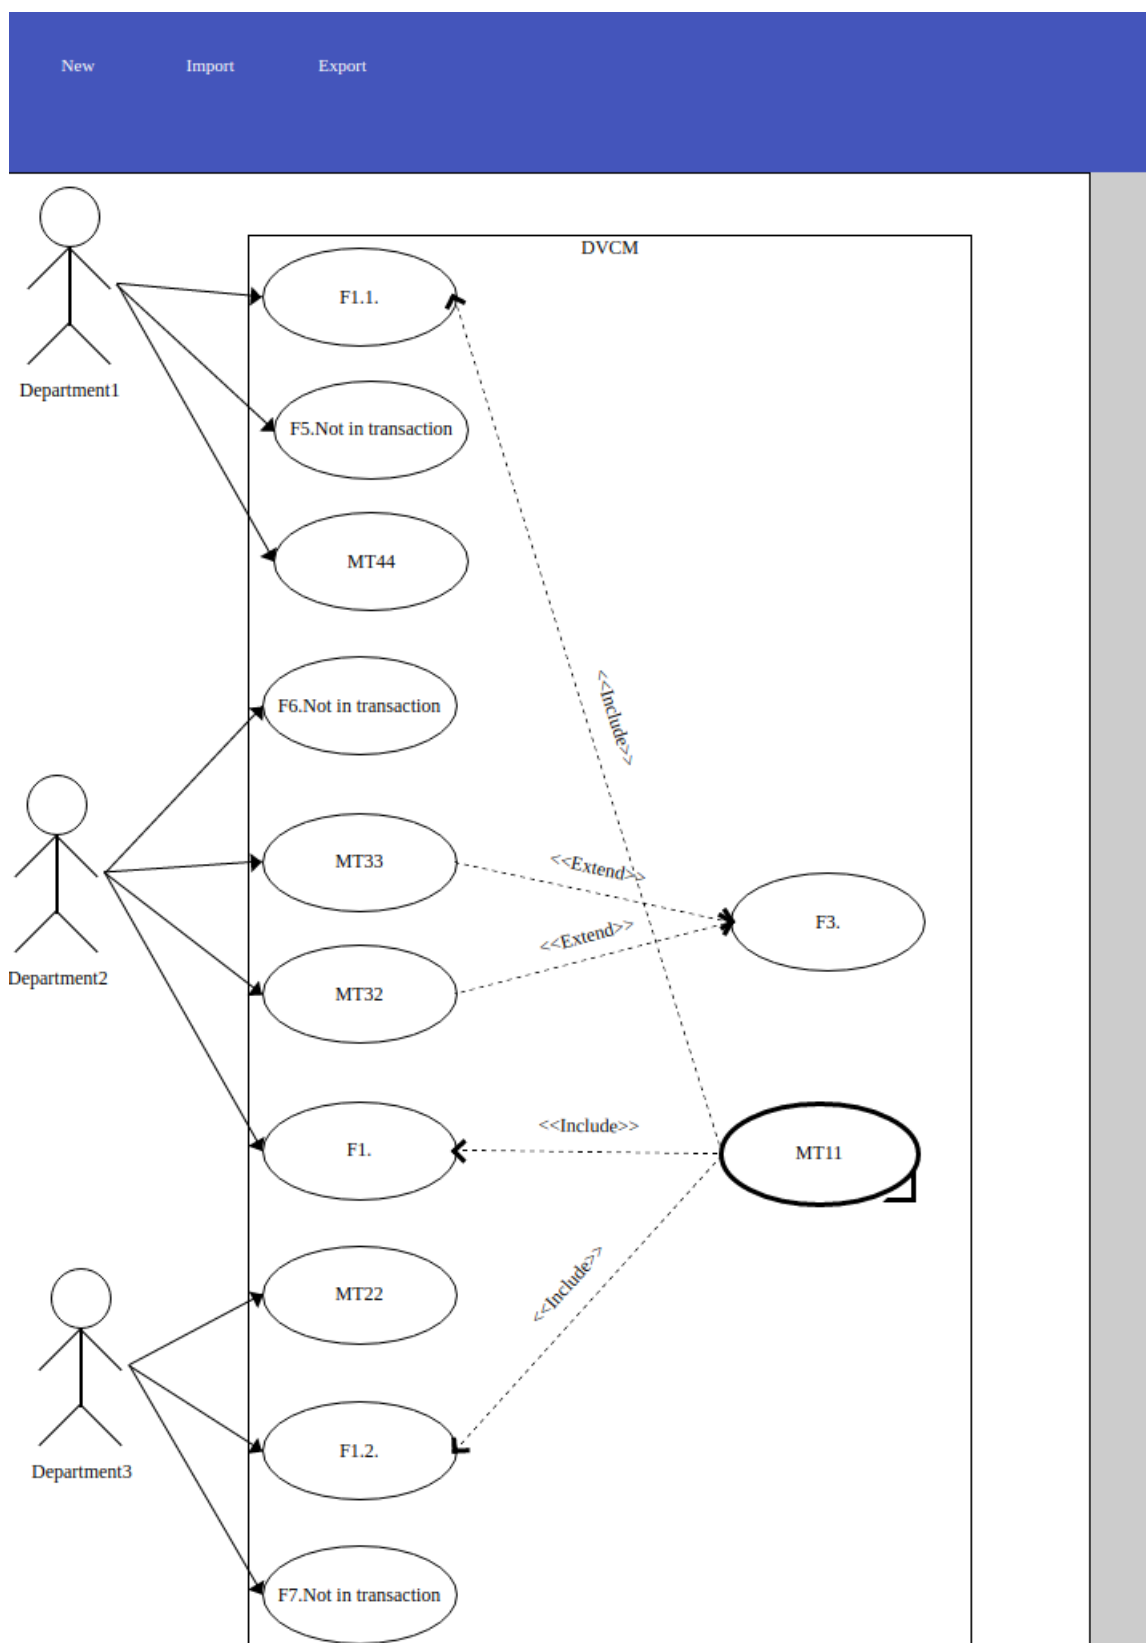 New
Import
Export
DVCM
F1.1.
Department1
F5.Not in transaction
MT44
<<Include>>
F6.Not in transaction
MT33
<<Extend>>
F3.
<<Extend>>
Department2
MT32
<<Include>>
F1.
MT11
<<Include>>
MT22
F1.2.
Department3
F7.Not in transaction